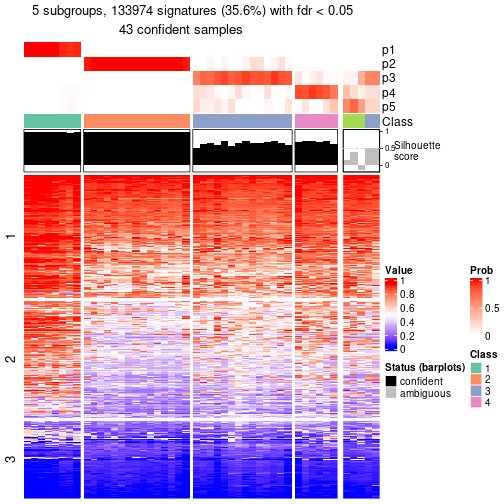 5 subgroups, 133974 signatures (35.6%) with fdr < 0.05
43 confident samples
p1
p2
p3
p4
p5
Class
1
0.5
0
Silhouette
score
1
2
3
Value
1
0.8
0.6
0.4
0.2
0
Status (barplots)
confident
ambiguous
Prob
1
0.5
0
Class
1
2
3
4